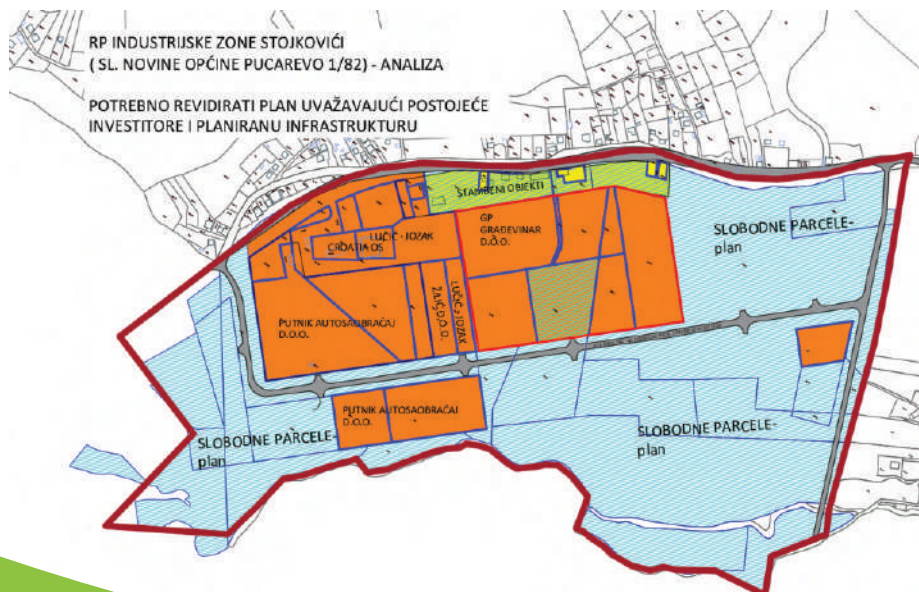 RP INDUSTRIJSKE ZONE STOJKOVIĆI
( SL. NOVINE OPĆINE PUCAREVO 1/82) - ANALIZA
POTREBNO REVIDIRATI PLAN UVAŽAVAJUĆI POSTOJEĆE
INVESTITORE I PLANIRANU INFRASTRUKTURU
STAMBENI OBJEKTI
LUČIĆ - JOZAK
CROATIA OS
GP
GRAĐEVINAR
D.O.O.
SLOBODNE PARCELE-
plan
PUTNIK AUTOSAOBRAĆAJ
D.O.O.
ZILIĆ D.O.O.
LUČIĆ - JOZAK
PUTNIK AUTOSAOBRAĆAJ
D.O.O.
SLOBODNE PARCELE-
plan
SLOBODNE PARCELE-
plan